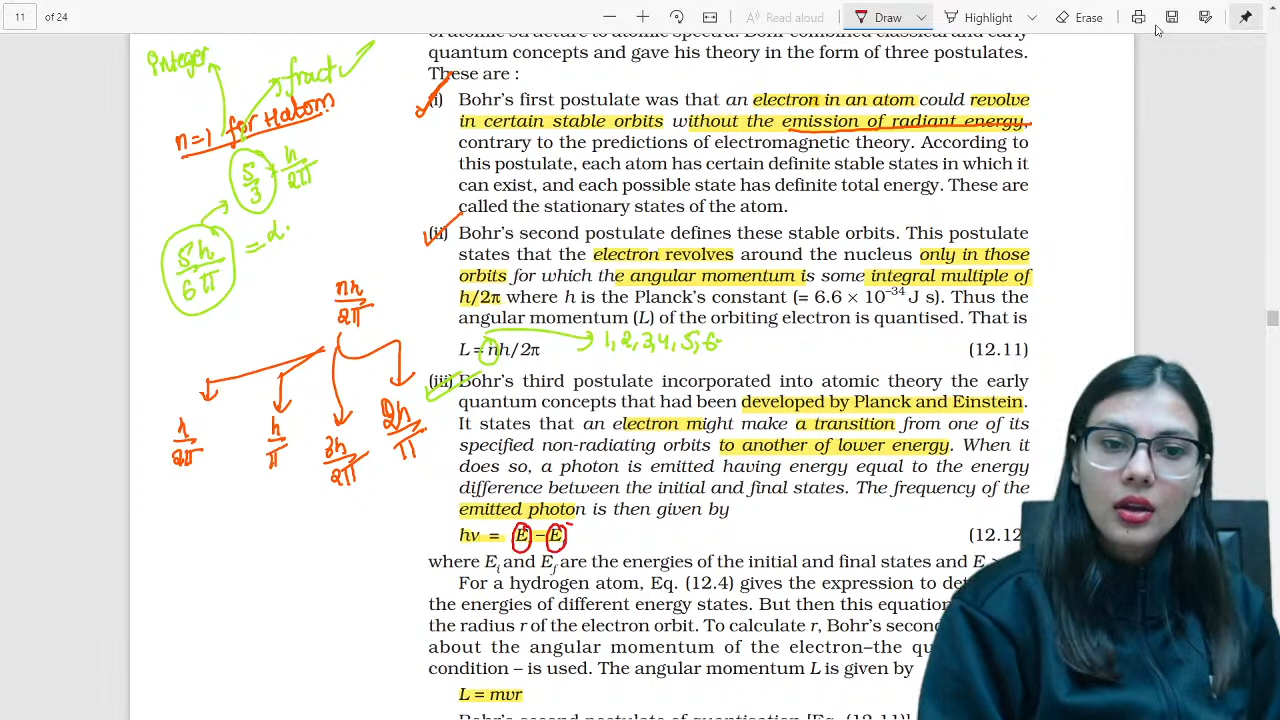 11 of 24
Read aloud
Draw
Highlight
Erase
of atomic structure to atomic spectra. Bohr combined classical and early
quantum concepts and gave his theory in the form of three postulates.
These are :
(i) Bohr's first postulate was that an electron in an atom could revolve
in certain stable orbits without the emission of radiant energy,
contrary to the predictions of electromagnetic theory. According to
this postulate, each atom has certain definite stable states in which it
can exist, and each possible state has definite total energy. These are
called the stationary states of the atom.
(ii) Bohr's second postulate defines these stable orbits. This postulate
states that the electron revolves around the nucleus only in those
orbits for which the angular momentum is some integral multiple of
h/2π where h is the Planck's constant (= 6.6 × 10⁻³⁴ J s). Thus the
angular momentum (L) of the orbiting electron is quantised. That is
L = nh/2π (12.11)
1, 2, 3, 4, 5, 6
(iii) Bohr's third postulate incorporated into atomic theory the early
quantum concepts that had been developed by Planck and Einstein.
It states that an electron might make a transition from one of its
specified non-radiating orbits to another of lower energy. When it
does so, a photon is emitted having energy equal to the energy
difference between the initial and final states. The frequency of the
emitted photon is then given by
hν = E – E (12.12
where Eᵢ and E_f are the energies of the initial and final states and E
For a hydrogen atom, Eq. (12.4) gives the expression to
the energies of different energy states. But then this equation
the radius r of the electron orbit. To calculate r, Bohr's second
about the angular momentum of the electron–the
condition – is used. The angular momentum L is given by
L = mvr
Bohr's second postulate of quantisation [Eq. (12.11)]
Integer
fract
n=1 for H atom
5/3 h/2π
5h/6π = α
nh/2π
h/2π h/π 3h/2π 2h/π